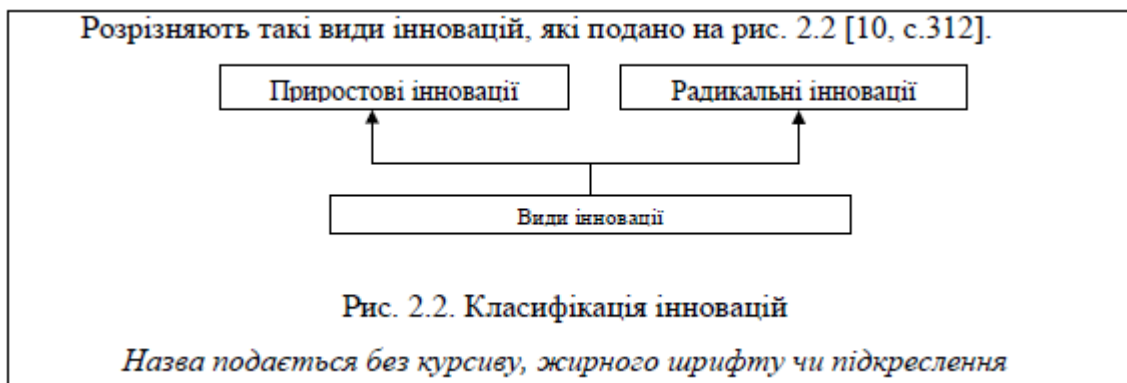 Розрізняють такі види інновацій, які подано на рис. 2.2 [10, с.312].
Приростові інновації
Радикальні інновації
Види інновації
Рис. 2.2. Класифікація інновацій
Назва подається без курсиву, жирного шрифту чи підкреслення